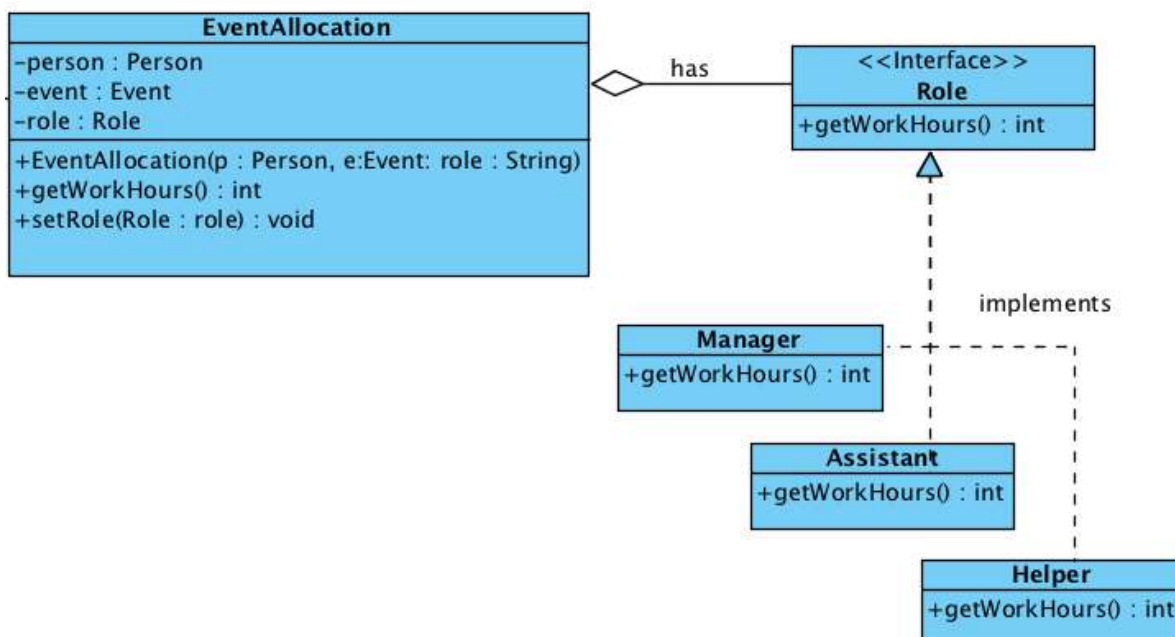 EventAllocation
-person : Person
-event : Event
-role : Role
+EventAllocation(p : Person, e:Event: role : String)
+getWorkHours() : int
+setRole(Role : role) : void
has
<<Interface>>
Role
+getWorkHours() : int
implements
Manager
+getWorkHours() : int
Assistant
+getWorkHours() : int
Helper
+getWorkHours() : int